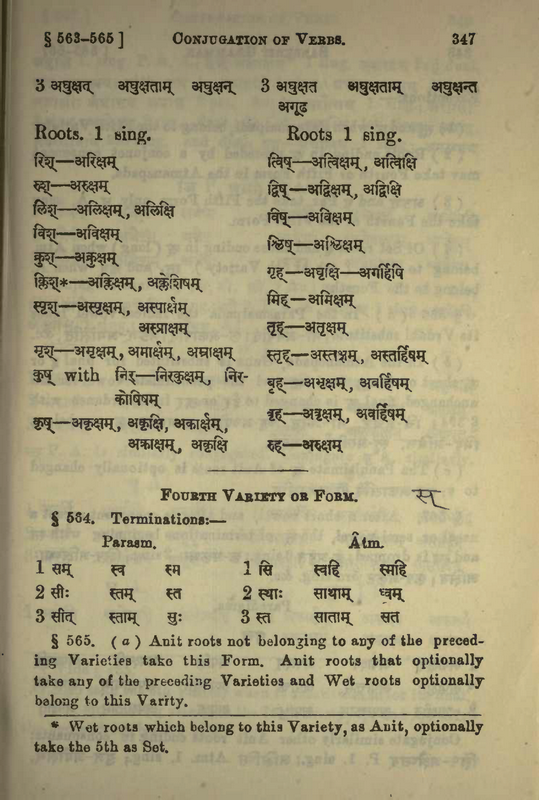 § 563–565 ] CONJUGATION OF VERBS. 347
3 अघुक्षत् अघुक्षताम् अघुक्षन् 3 अघुक्षत अघुक्षताम् अघुक्षन्त
अगूढ
Roots. 1 sing. Roots 1 sing.
रिश्—अरिक्षम् त्विष्—अत्विक्षम्, अत्विक्षि
रुश्—अरुक्षम् द्विष्—अद्विक्षम्, अद्विक्षि
लिश्—अलिक्षम्, अलिक्षि विष्—अविक्षम्
विश्—अविक्षम् श्लिष्—अश्लिक्षम्
क्रुश्—अक्रुक्षम् गृह्—अघृक्षि—अगर्हिषि
क्लिश्*—अक्लिक्षम्, अक्लेशिषम् मिह्—अमिक्षम्
स्पृश्—अस्पृक्षम्, अस्पार्क्षम् तृह्—अतृक्षम्
अस्प्राक्षम् स्तृह्—अस्तृक्षम्, अस्तर्हिषम्
मृश्—अमृक्षम्, अमार्क्षम्, अम्राक्षम् बृह्—अभृक्षम्, अबर्हिषम्
कुष् with निर्—निरकुक्षम्, निर-
कोषिषम् वृह्—अवृक्षम्, अवर्हिषम्
कृष्—अकृक्षम्, अकृक्षि, अकार्क्षम्,
अक्राक्षम्, अकृक्षि रुह्—अरुक्षम्
FOURTH VARIETY OR FORM. स
§ 564. Terminations:—
Parasm. Âtm.
1 सम् स्व स्म 1 सि स्वहि स्महि
2 सीः स्तम् स्त 2 स्थाः साथाम् ध्वम्
3 सीत् स्ताम् सुः 3 स्त साताम् सत
§ 565. ( a ) Anit roots not belonging to any of the preced-
ing Varieties take this Form. Anit roots that optionally
take any of the preceding Varieties and Wet roots optionally
belong to this Varity.
* Wet roots which belong to this Variety, as Anit, optionally
take the 5th as Set.